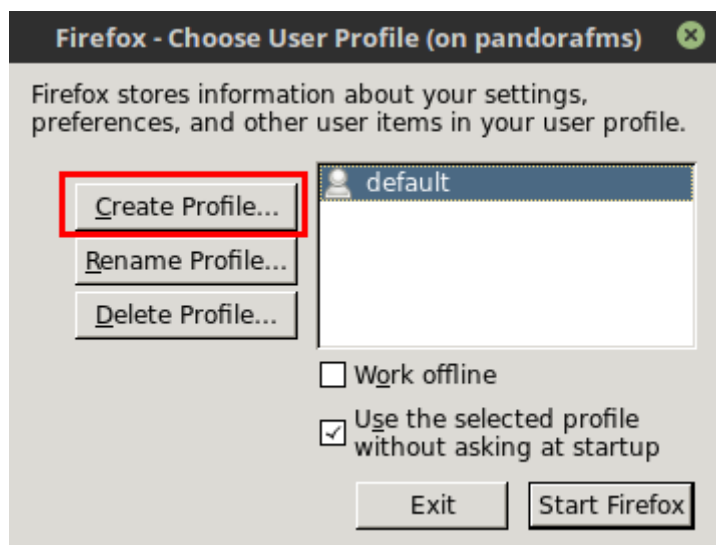 Firefox - Choose User Profile (on pandorafms)
Firefox stores information about your settings,
preferences, and other user items in your user profile.
Create Profile...
default
Rename Profile...
Delete Profile...
Work offline
Use the selected profile
without asking at startup
Exit
Start Firefox